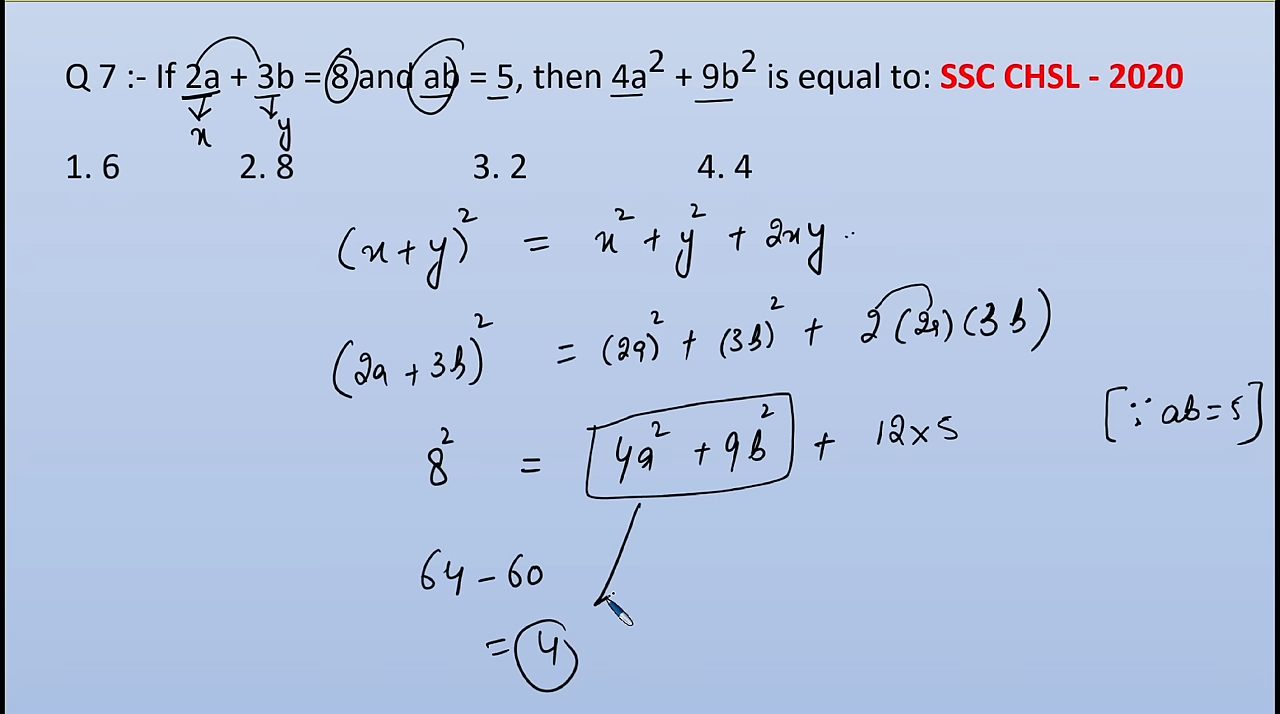 Q 7 :- If 2a + 3b = 8 and ab = 5, then 4a² + 9b² is equal to: SSC CHSL - 2020
x y
1. 6 2. 8 3. 2 4. 4
(x + y)² = x² + y² + 2xy
(2a + 3b)² = (2a)² + (3b)² + 2 (2a) (3b)
8² = 4a² + 9b² + 12 x 5 [∵ ab = 5]
64 - 60
= 4